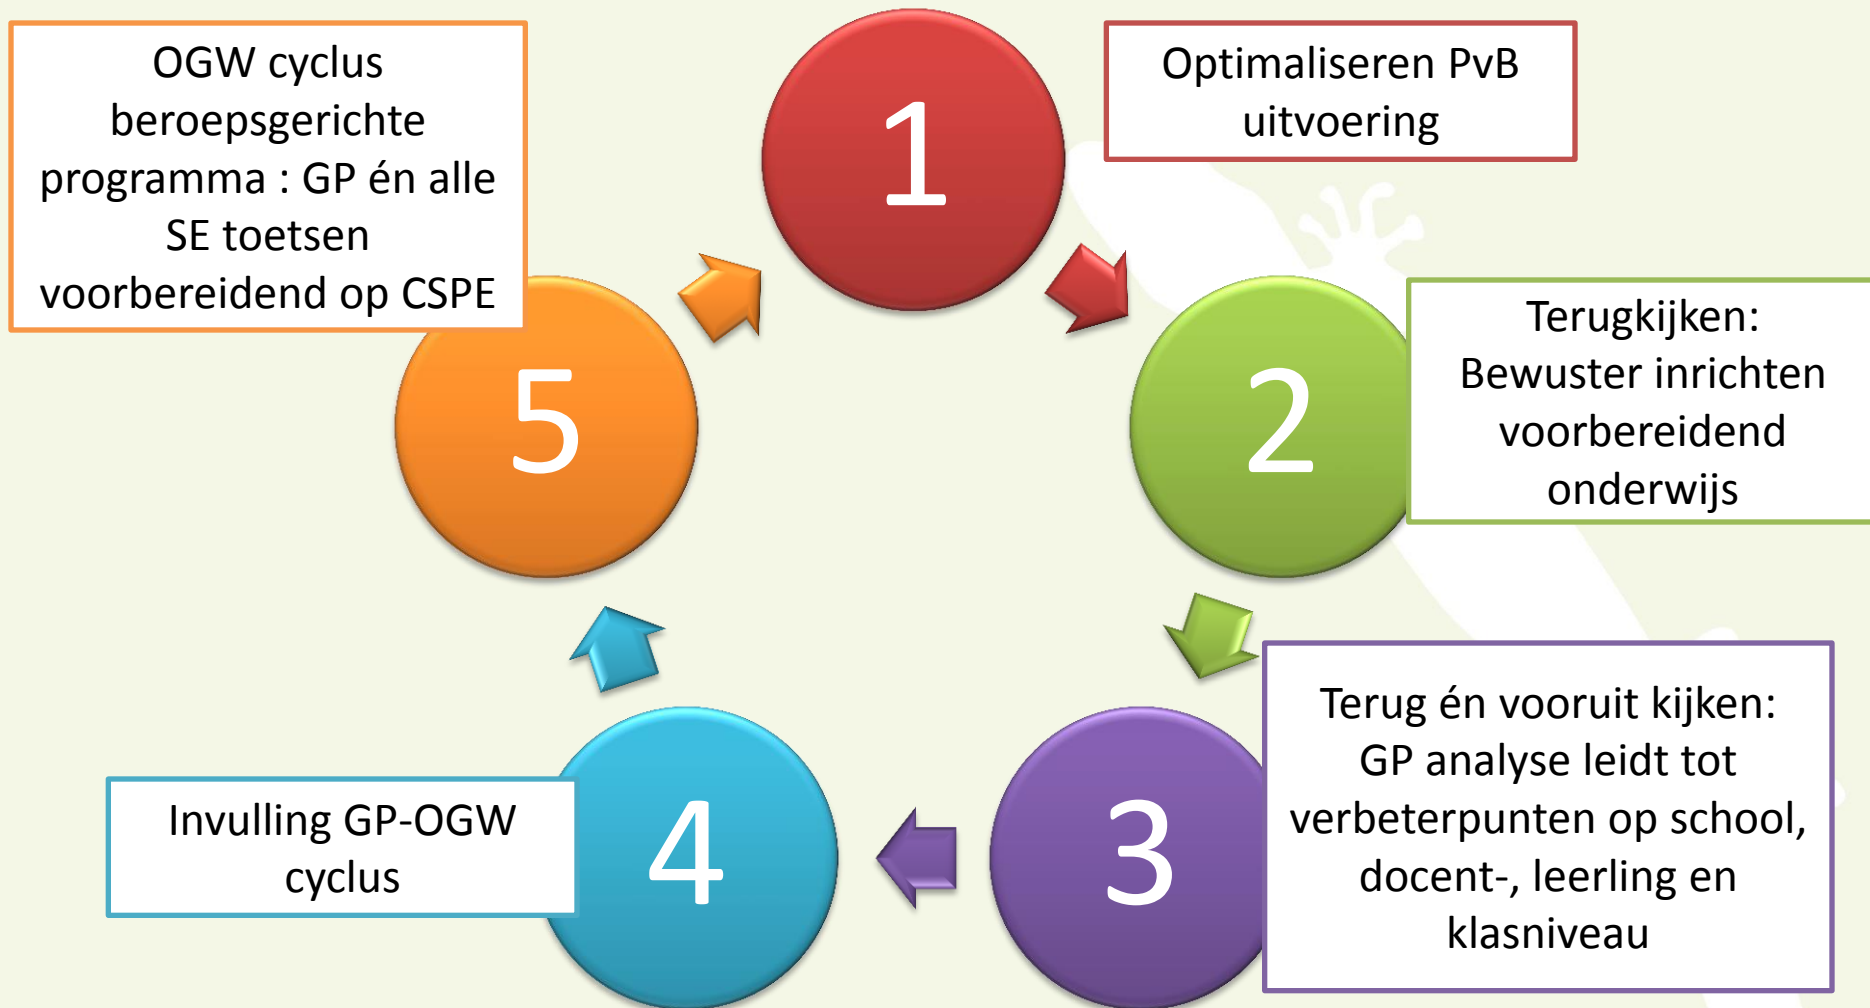 1
Optimaliseren PvB
uitvoering
2
Terugkijken:
Bewuster inrichten
voorbereidend
onderwijs
3
Terug én vooruit kijken:
GP analyse leidt tot
verbeterpunten op school,
docent-, leerling en
klasniveau
4
Invulling GP-OGW
cyclus
5
OGW cyclus
beroepsgerichte
programma : GP én alle
SE toetsen
voorbereidend op CSPE